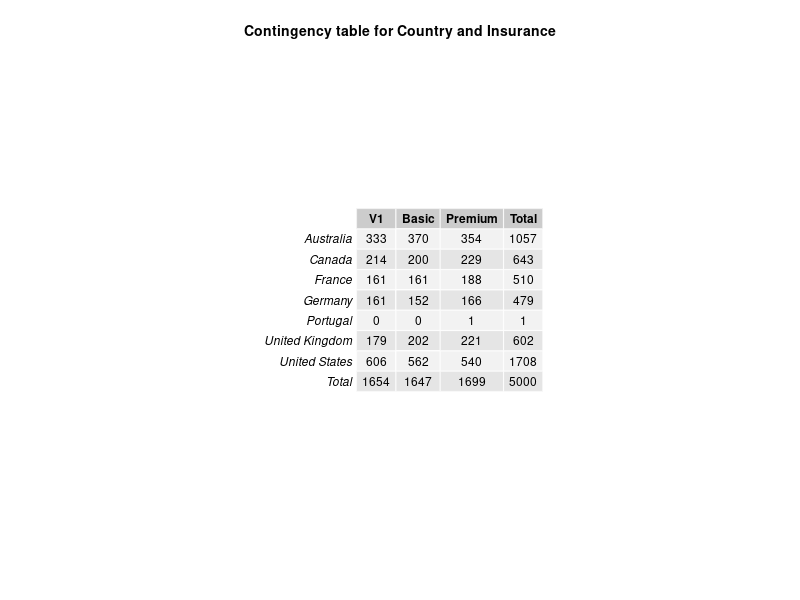 Contingency table for Country and Insurance
V1 Basic Premium Total
Australia 333 370 354 1057
Canada 214 200 229 643
France 161 161 188 510
Germany 161 152 166 479
Portugal 0 0 1 1
United Kingdom 179 202 221 602
United States 606 562 540 1708
Total 1654 1647 1699 5000